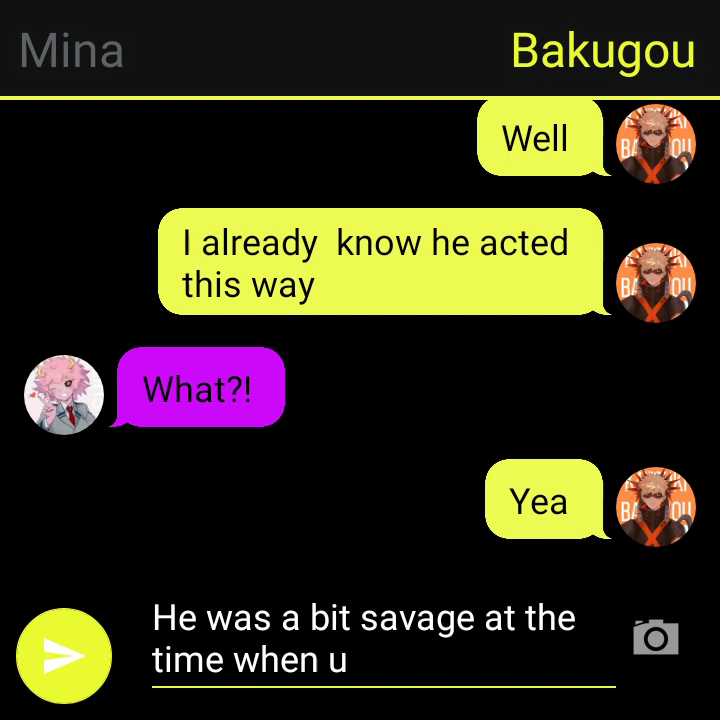 Mina
Bakugou
Well
I already  know he acted
this way
What?!
Yea
He was a bit savage at the
time when u